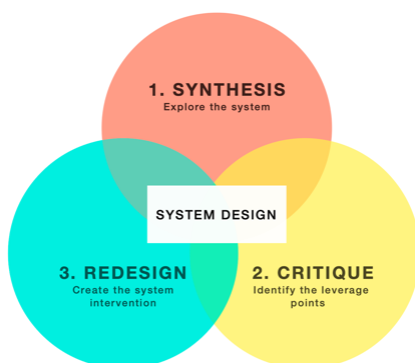 1. SYNTHESIS
Explore the system
SYSTEM DESIGN
3. REDESIGN
Create the system
intervention
2. CRITIQUE
Identify the leverage
points